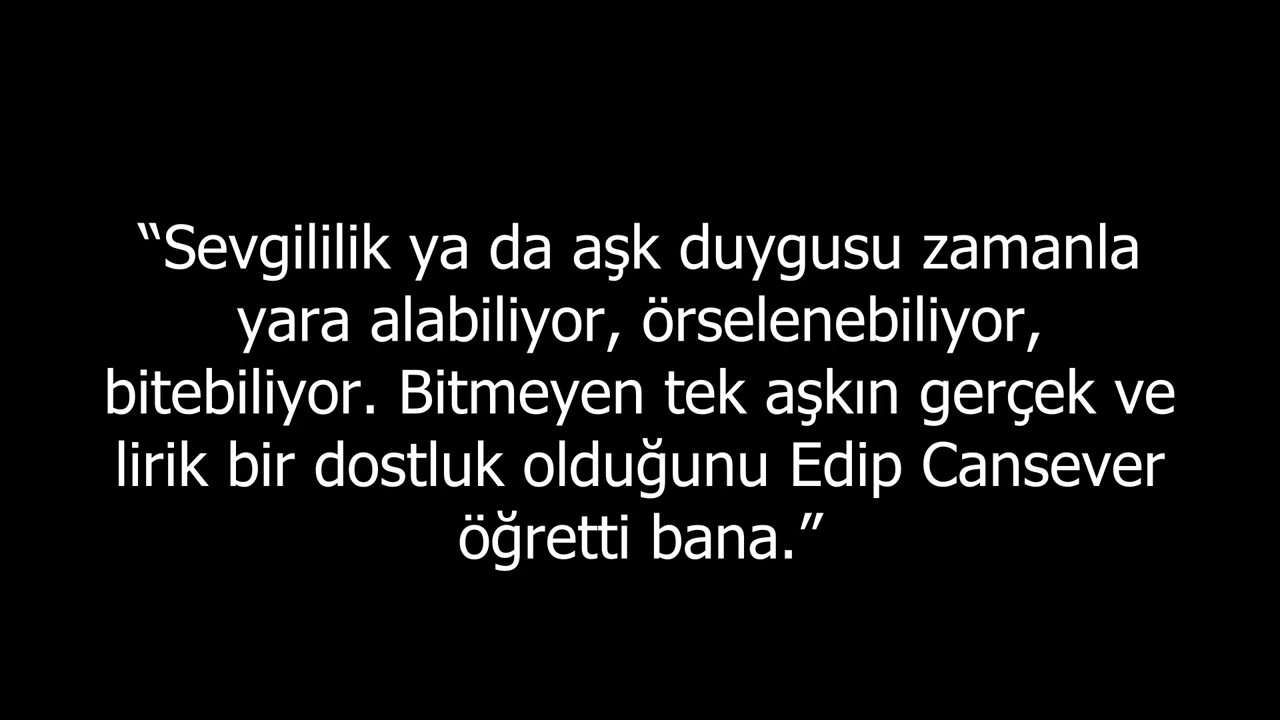 “Sevgililik ya da aşk duygusu zamanla
yara alabiliyor, örselenebiliyor,
bitebiliyor. Bitmeyen tek aşkın gerçek ve
lirik bir dostluk olduğunu Edip Cansever
öğretti bana.”